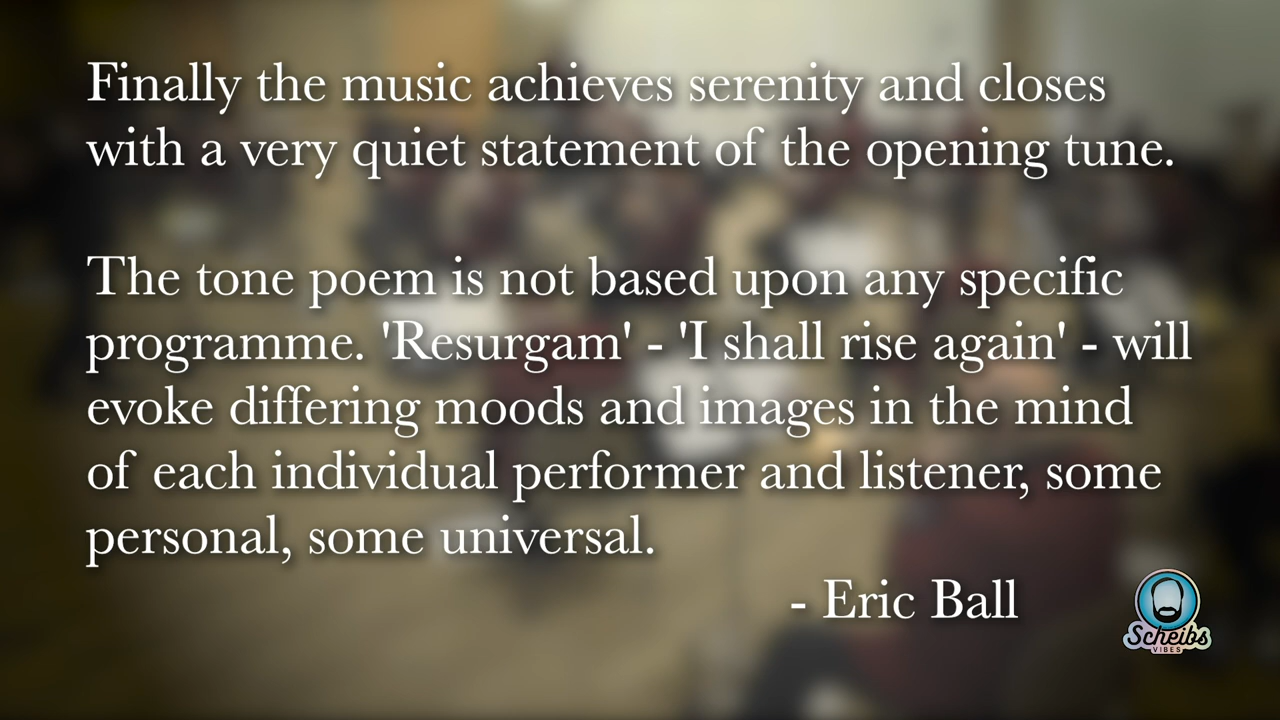 Finally the music achieves serenity and closes
with a very quiet statement of the opening tune.
The tone poem is not based upon any specific
programme. 'Resurgam' - 'I shall rise again' - will
evoke differing moods and images in the mind
of each individual performer and listener, some
personal, some universal.
- Eric Ball
Scheibs
VIBES